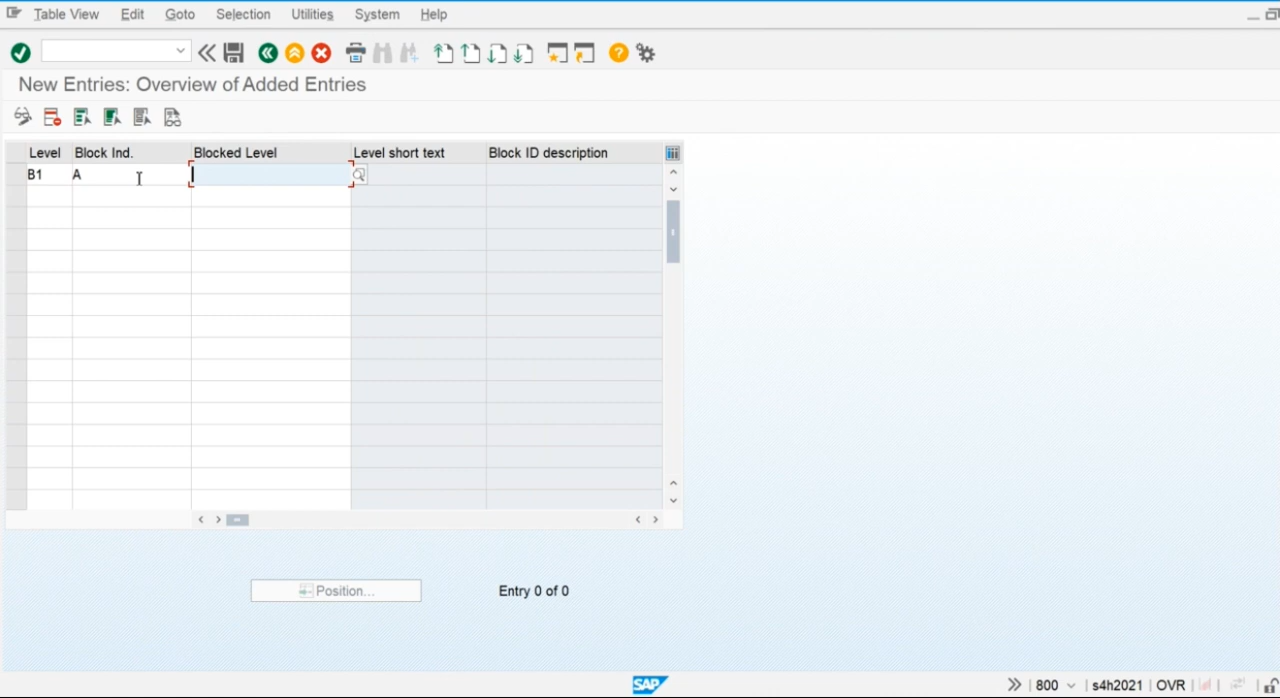 Table View Edit Goto Selection Utilities System Help
New Entries: Overview of Added Entries
Level Block Ind. Blocked Level Level short text Block ID description
B1 A
Position... Entry 0 of 0
SAP 800 s4h2021 OVR